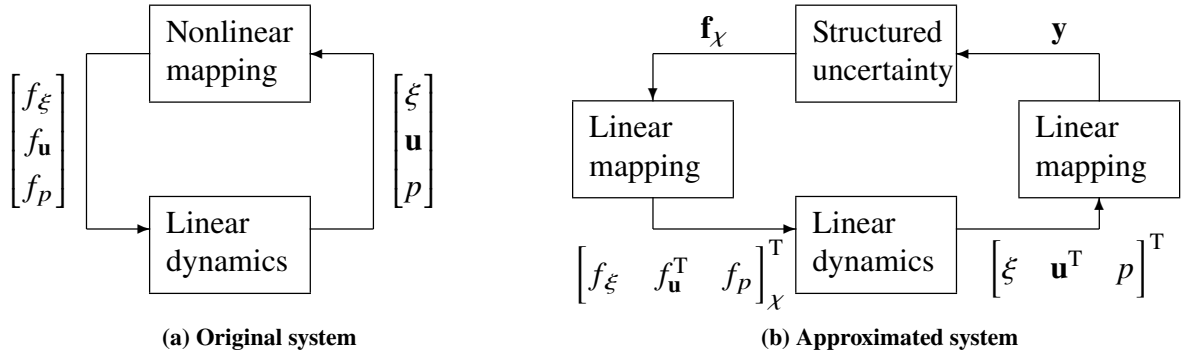 Nonlinear
mapping
[f_ξ
f_𝐮
f_p]
[ξ
𝐮
p]
Linear
dynamics
(a) Original system
𝐟_χ
Structured
uncertainty
𝐲
Linear
mapping
Linear
mapping
Linear
dynamics
[f_ξ f_𝐮^T f_p]_χ^T
[ξ 𝐮^T p]^T
(b) Approximated system